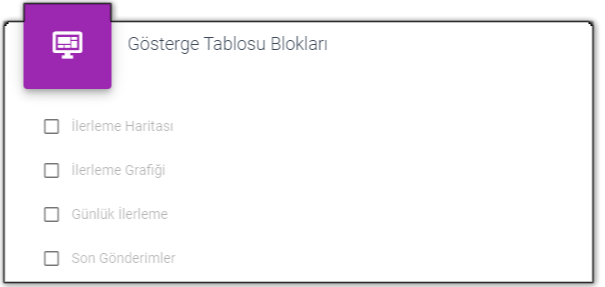 Gösterge Tablosu Blokları
İlerleme Haritası
İlerleme Grafiği
Günlük İlerleme
Son Gönderimler